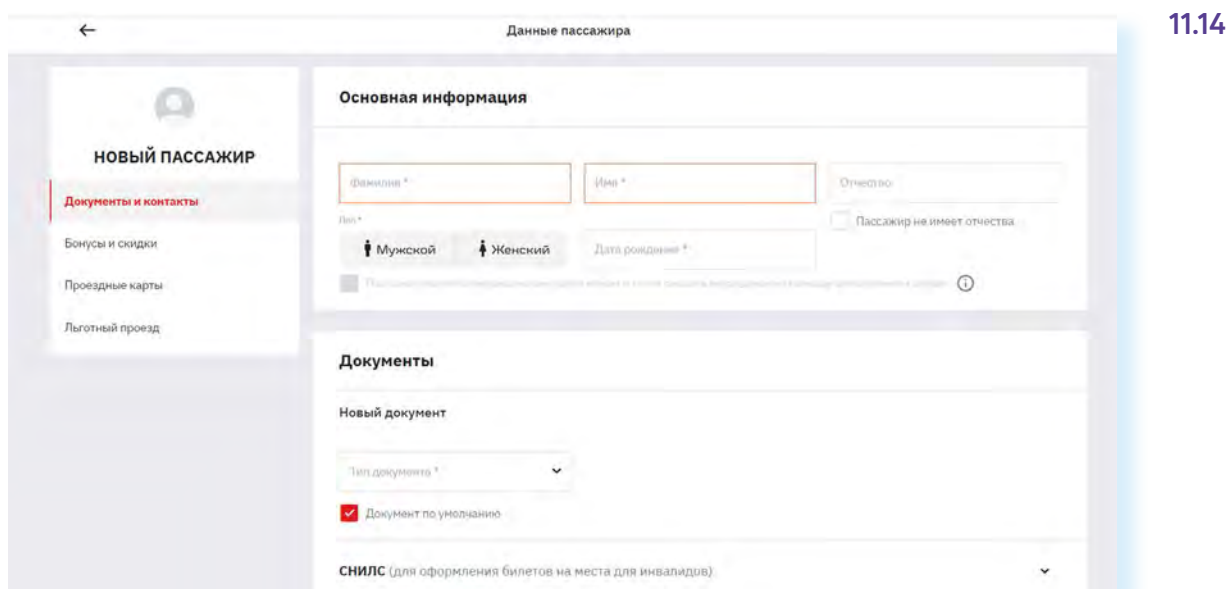 11.14
Данные пассажира
НОВЫЙ ПАССАЖИР
Документы и контакты
Бонусы и скидки
Проездные карты
Льготный проезд
Основная информация
Фамилия *
Имя *
Отчество
Пол *
Мужской
Женский
Дата рождения *
Пассажир не имеет отчества
Документы
Новый документ
Тип документа *
Документ по умолчанию
СНИЛС (для оформления билетов на места для инвалидов)